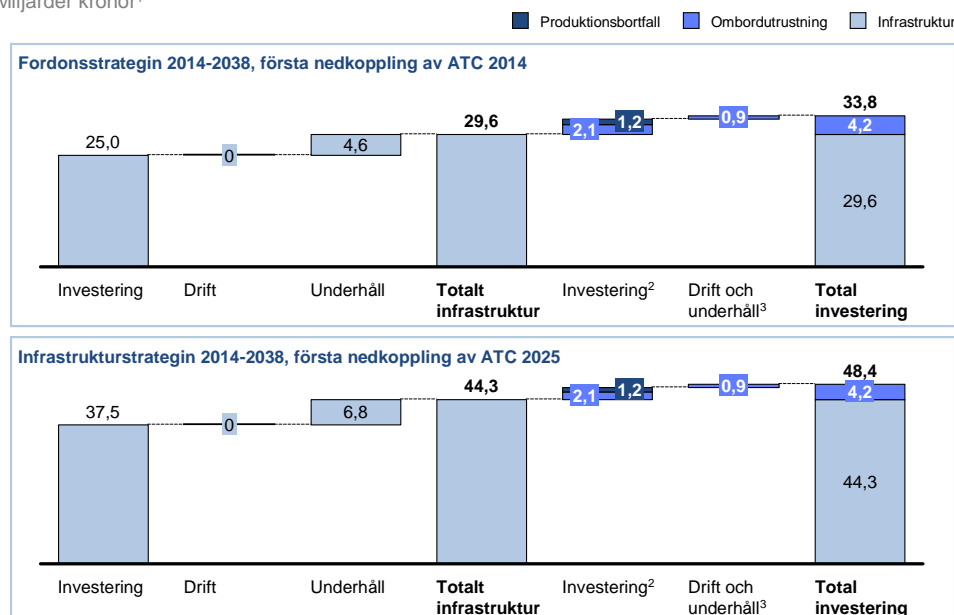 Miljarder kronor¹
Produktionsbortfall Ombordutrustning Infrastruktur
Fordonsstrategin 2014-2038, första nedkoppling av ATC 2014
33,8
29,6
1,2 0,9
2,1 4,2
25,0
0 4,6
29,6
Investering Drift Underhåll Totalt infrastruktur Investering² Drift och underhåll³ Total investering
Infrastrukturstrategin 2014-2038, första nedkoppling av ATC 2025
48,4
44,3
1,2 0,9
2,1 4,2
37,5
0 6,8
44,3
Investering Drift Underhåll Totalt infrastruktur Investering² Drift och underhåll³ Total investering